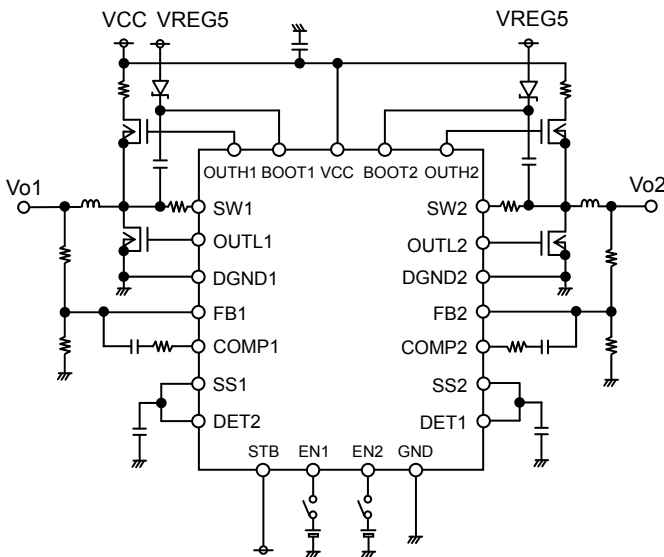 VCC VREG5 VREG5
OUTH1 BOOT1 VCC BOOT2 OUTH2
Vo1 Vo2
SW1 SW2
OUTL1 OUTL2
DGND1 DGND2
FB1 FB2
COMP1 COMP2
SS1 SS2
DET2 DET1
STB EN1 EN2 GND